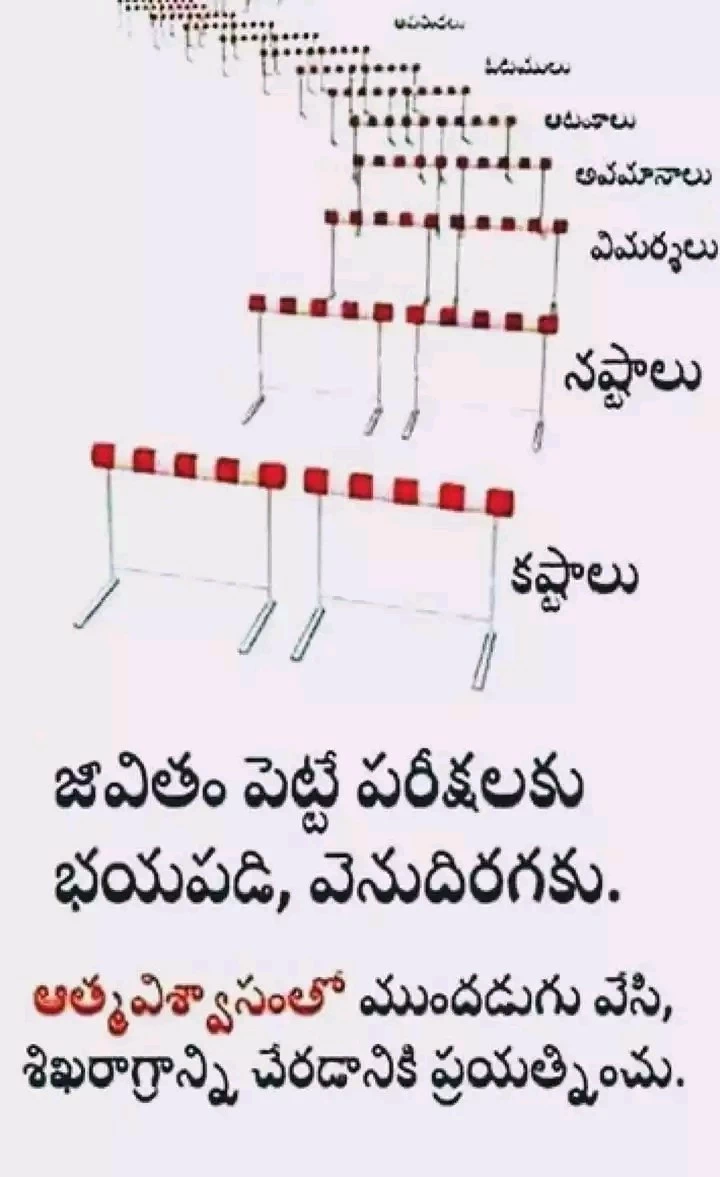 ఓటములు
ఆటంకాలు
అవమానాలు
విమర్శలు
నష్టాలు
కష్టాలు
జీవితం పెట్టే పరీక్షలకు
భయపడి, వెనుదిరగకు.
ఆత్మవిశ్వాసంతో ముందడుగు వేసి,
శిఖరాగ్రాన్ని చేరడానికి ప్రయత్నించు.